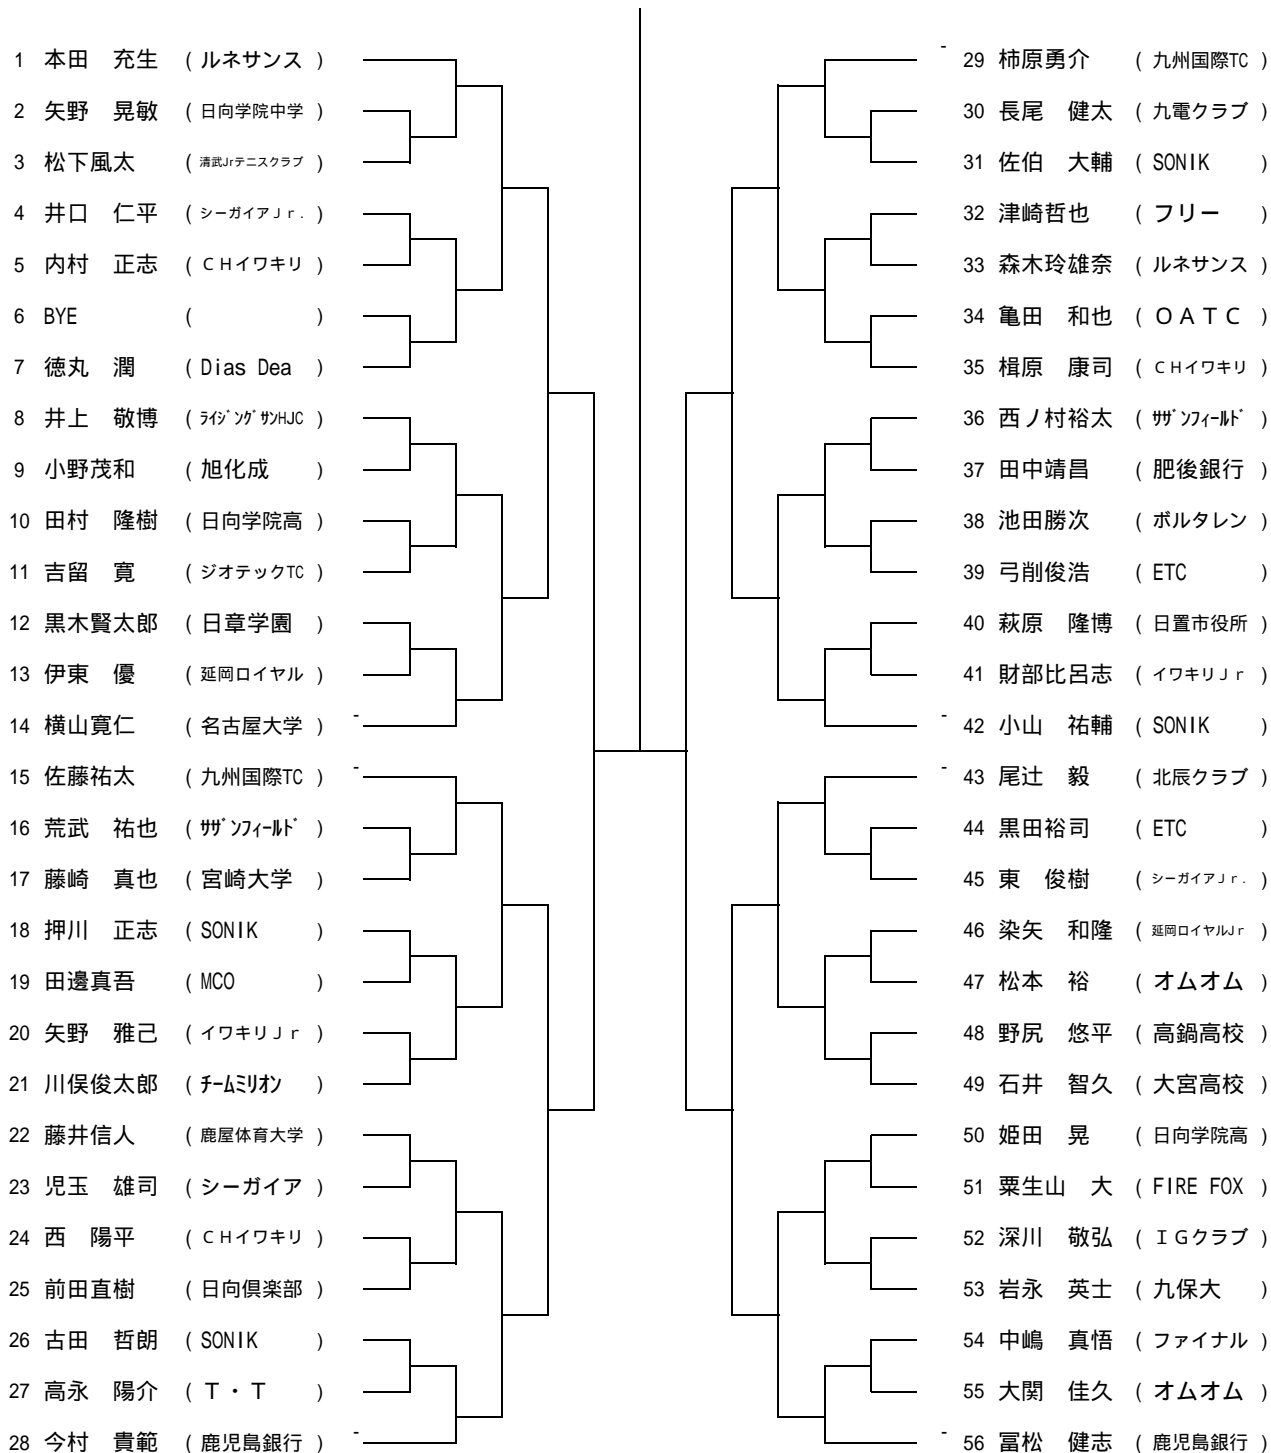 1 本田 充生 ( ルネサンス )
2 矢野 晃敏 ( 日向学院中学 )
3 松下風太 ( 清武Jrテニスクラブ )
4 井口 仁平 ( シーガイアJr. )
5 内村 正志 ( CHイワキリ )
6 BYE ( )
7 徳丸 潤 ( Dias Dea )
8 井上 敬博 ( ﾗｲｼﾞﾝｸﾞｻﾝHJC )
9 小野茂和 ( 旭化成 )
10 田村 隆樹 ( 日向学院高 )
11 吉留 寛 ( ジオテックTC )
12 黒木賢太郎 ( 日章学園 )
13 伊東 優 ( 延岡ロイヤル )
14 横山寛仁 ( 名古屋大学 ) -
15 佐藤祐太 ( 九州国際TC ) -
16 荒武 祐也 ( ｻｻﾞﾝﾌｨｰﾙﾄﾞ )
17 藤崎 真也 ( 宮崎大学 )
18 押川 正志 ( SONIK )
19 田邊真吾 ( MCO )
20 矢野 雅己 ( イワキリJr )
21 川俣俊太郎 ( ﾁｰﾑﾐﾘｵﾝ )
22 藤井信人 ( 鹿屋体育大学 )
23 児玉 雄司 ( シーガイア )
24 西 陽平 ( CHイワキリ )
25 前田直樹 ( 日向倶楽部 )
26 古田 哲朗 ( SONIK )
27 高永 陽介 ( T・T )
28 今村 貴範 ( 鹿児島銀行 ) -
- 29 柿原勇介 ( 九州国際TC )
30 長尾 健太 ( 九電クラブ )
31 佐伯 大輔 ( SONIK )
32 津崎哲也 ( フリー )
33 森木玲雄奈 ( ルネサンス )
34 亀田 和也 ( OATC )
35 楫原 康司 ( CHイワキリ )
36 西ノ村裕太 ( ｻｻﾞﾝﾌｨｰﾙﾄﾞ )
37 田中靖昌 ( 肥後銀行 )
38 池田勝次 ( ボルタレン )
39 弓削俊浩 ( ETC )
40 萩原 隆博 ( 日置市役所 )
41 財部比呂志 ( イワキリJr )
- 42 小山 祐輔 ( SONIK )
- 43 尾辻 毅 ( 北辰クラブ )
44 黒田裕司 ( ETC )
45 東 俊樹 ( シーガイアJr. )
46 染矢 和隆 ( 延岡ロイヤルJr )
47 松本 裕 ( オムオム )
48 野尻 悠平 ( 高鍋高校 )
49 石井 智久 ( 大宮高校 )
50 姫田 晃 ( 日向学院高 )
51 粟生山 大 ( FIRE FOX )
52 深川 敬弘 ( IGクラブ )
53 岩永 英士 ( 九保大 )
54 中嶋 真悟 ( ファイナル )
55 大関 佳久 ( オムオム )
- 56 冨松 健志 ( 鹿児島銀行 )